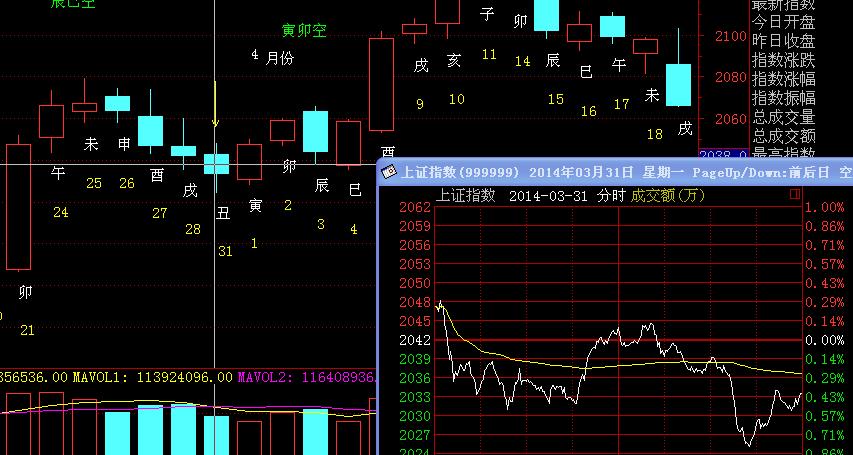 辰巳空
寅卯空
4 月份
子
卯
11
14
戌
亥
辰
巳
午
未
戌
9
10
15
16
17
18
2100
2080
2060
2038.0
最新指数
今日开盘
昨日收盘
指数涨跌
指数涨幅
指数振幅
总成交量
总成交额
最高指数
午
未
申
酉
戌
丑
寅
卯
辰
巳
酉
24
25
26
27
28
31
1
2
3
4
卯
21
856536.00 MAVOL1: 113924096.00 MAVOL2: 116408936.
上证指数(999999) 2014年03月31日 星期一 PageUp/Down:前后日 空
上证指数 2014-03-31 分时 成交额(万)
2062 1.00%
2059 0.86%
2056 0.71%
2053 0.57%
2050 0.43%
2048 0.29%
2045 0.14%
2042 0.00%
2039 0.14%
2036 0.29%
2033 0.43%
2030 0.57%
2027 0.71%
2024 0.86%